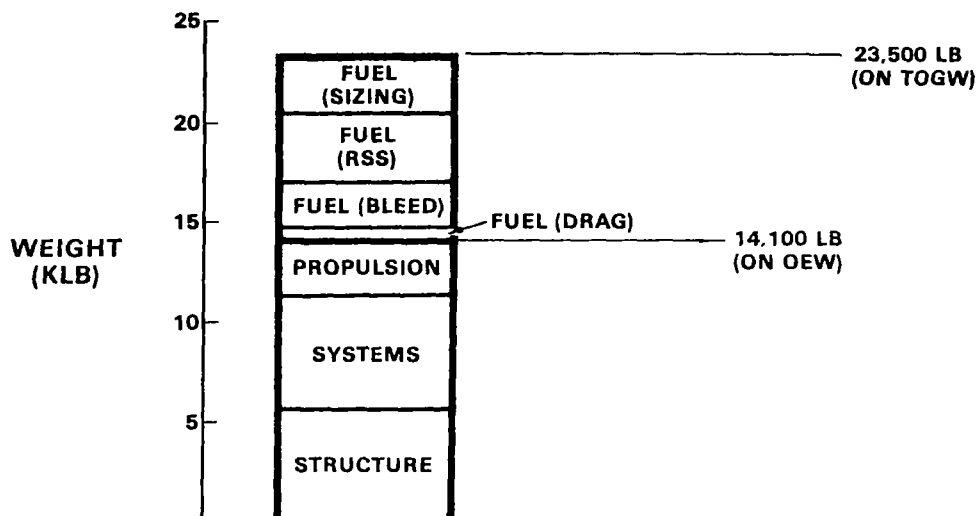 25
23,500 LB
(ON TOGW)
FUEL
(SIZING)
20
FUEL
(RSS)
FUEL (BLEED)
15
FUEL (DRAG)
14,100 LB
(ON OEW)
WEIGHT
(KLB)
PROPULSION
10
SYSTEMS
5
STRUCTURE